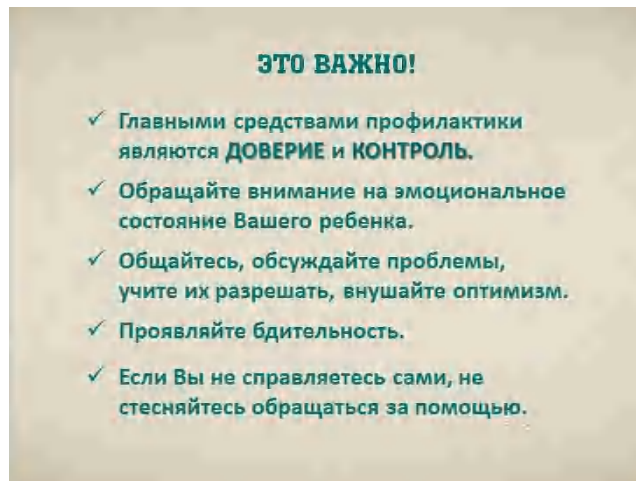 ЭТО ВАЖНО!
✓ Главными средствами профилактики
являются ДОВЕРИЕ и КОНТРОЛЬ.
✓ Обращайте внимание на эмоциональное
состояние Вашего ребенка.
✓ Общайтесь, обсуждайте проблемы,
учите их разрешать, внушайте оптимизм.
✓ Проявляйте бдительность.
✓ Если Вы не справляетесь сами, не
стесняйтесь обращаться за помощью.